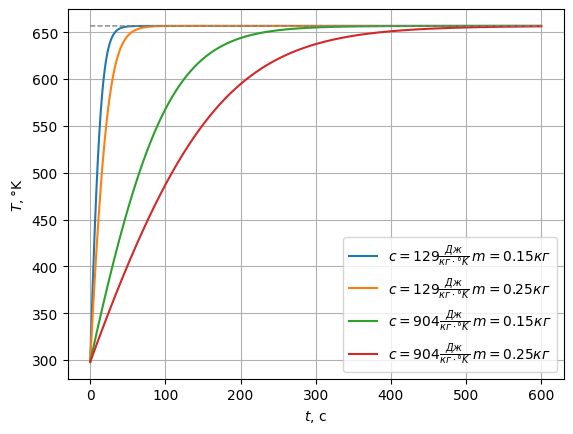 650
600
550
500
450
400
350
300
T, °K
c = 129 Дж/кг·°K m = 0.15кг
c = 129 Дж/кг·°K m = 0.25кг
c = 904 Дж/кг·°K m = 0.15кг
c = 904 Дж/кг·°K m = 0.25кг
0 100 200 300 400 500 600
t, с